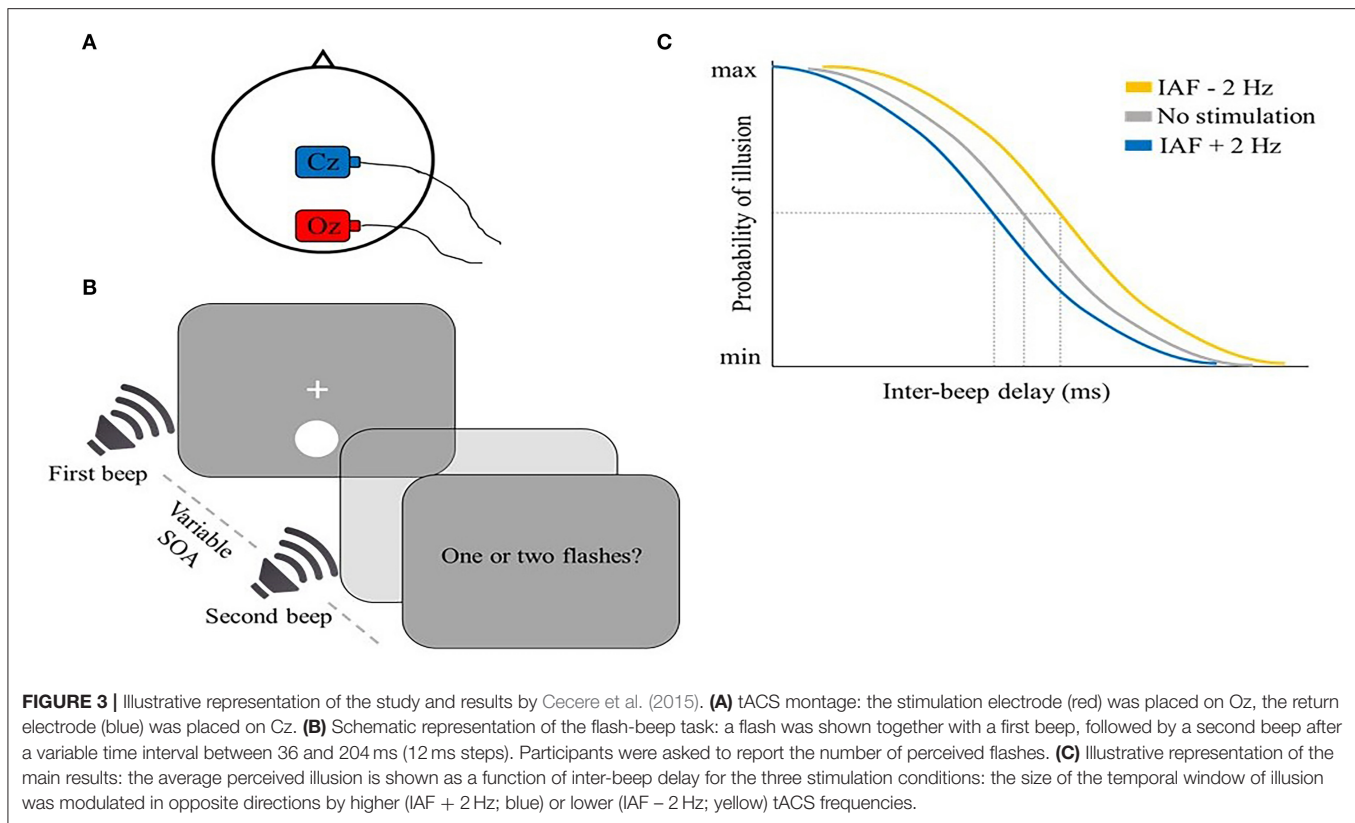 A
Cz
Oz
B
First beep
Variable
SOA
Second beep
One or two flashes?
C
max
Probability of illusion
min
Inter-beep delay (ms)
IAF - 2 Hz
No stimulation
IAF + 2 Hz
FIGURE 3 | Illustrative representation of the study and results by Cecere et al. (2015). (A) tACS montage: the stimulation electrode (red) was placed on Oz, the return
electrode (blue) was placed on Cz. (B) Schematic representation of the flash-beep task: a flash was shown together with a first beep, followed by a second beep after
a variable time interval between 36 and 204 ms (12 ms steps). Participants were asked to report the number of perceived flashes. (C) Illustrative representation of the
main results: the average perceived illusion is shown as a function of inter-beep delay for the three stimulation conditions: the size of the temporal window of illusion
was modulated in opposite directions by higher (IAF + 2 Hz; blue) or lower (IAF – 2 Hz; yellow) tACS frequencies.